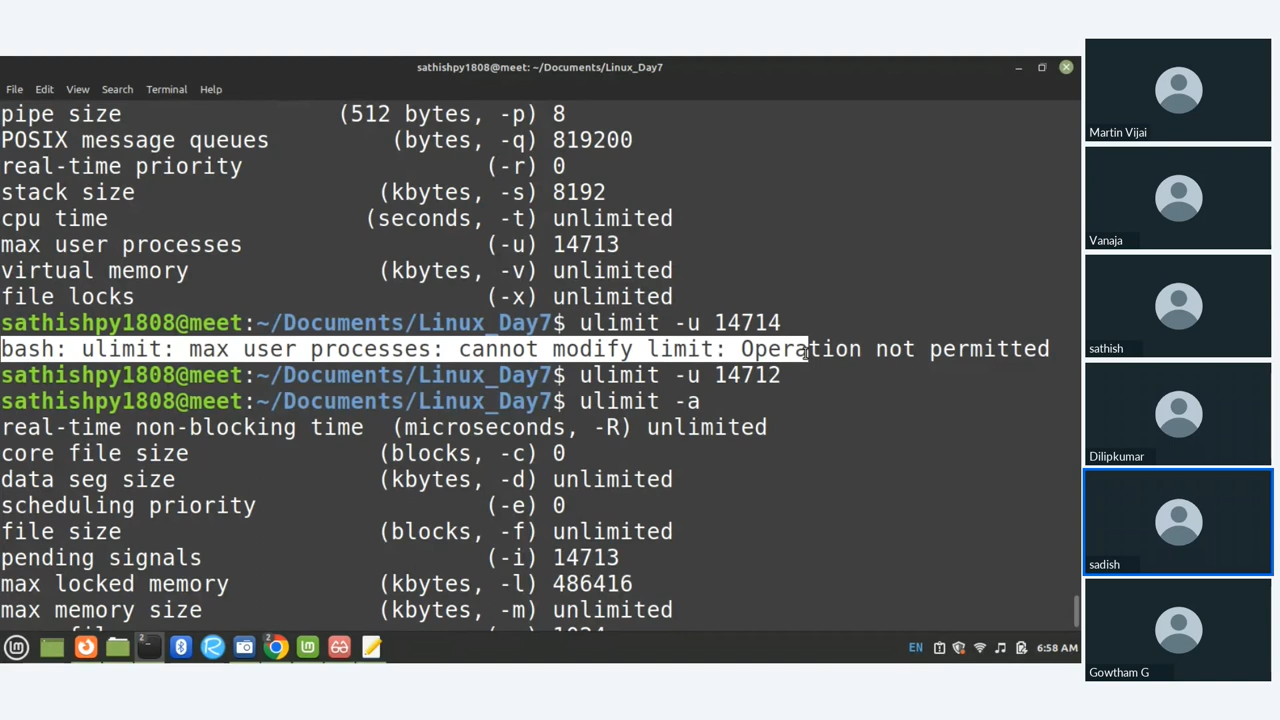 sathishpy1808@meet: ~/Documents/Linux_Day7
File Edit View Search Terminal Help
pipe size (512 bytes, -p) 8
POSIX message queues (bytes, -q) 819200
real-time priority (-r) 0
stack size (kbytes, -s) 8192
cpu time (seconds, -t) unlimited
max user processes (-u) 14713
virtual memory (kbytes, -v) unlimited
file locks (-x) unlimited
sathishpy1808@meet:~/Documents/Linux_Day7$ ulimit -u 14714
bash: ulimit: max user processes: cannot modify limit: Operation not permitted
sathishpy1808@meet:~/Documents/Linux_Day7$ ulimit -u 14712
sathishpy1808@meet:~/Documents/Linux_Day7$ ulimit -a
real-time non-blocking time (microseconds, -R) unlimited
core file size (blocks, -c) 0
data seg size (kbytes, -d) unlimited
scheduling priority (-e) 0
file size (blocks, -f) unlimited
pending signals (-i) 14713
max locked memory (kbytes, -l) 486416
max memory size (kbytes, -m) unlimited
2
2
EN
6:58 AM
Martin Vijai
Vanaja
sathish
Dilipkumar
sadish
Gowtham G